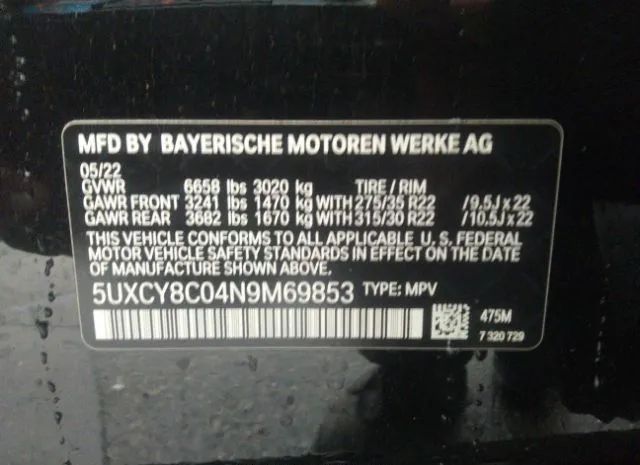 MFD BY BAYERISCHE MOTOREN WERKE AG
05/22
GVWR 6658 lbs 3020 kg TIRE / RIM
GAWR FRONT 3241 lbs 1470 kg WITH 275/35 R22 /9,5J x 22
GAWR REAR 3682 lbs 1670 kg WITH 315/30 R22 /10,5J x 22
THIS VEHICLE CONFORMS TO ALL APPLICABLE U. S. FEDERAL
MOTOR VEHICLE SAFETY STANDARDS IN EFFECT ON THE
DATE OF MANUFACTURE SHOWN ABOVE.
5UXCY8C04N9M69853 TYPE: MPV
475M
7 320 729